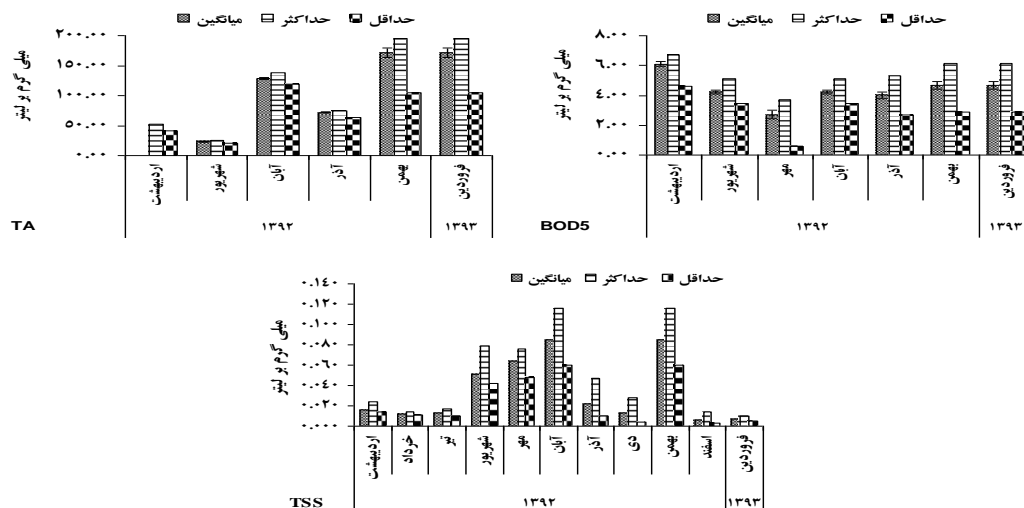 میانگین حداکثر حداقل
میلی گرم بر لیتر
۲۰۰.۰۰
۱۵۰.۰۰
۱۰۰.۰۰
۵۰.۰۰
۰.۰۰
اردیبهشت شهریور آبان آذر بهمن فروردین
۱۳۹۲ ۱۳۹۳
TA
میانگین حداکثر حداقل
میلی گرم بر لیتر
۸.۰۰
۶.۰۰
۴.۰۰
۲.۰۰
۰.۰۰
اردیبهشت شهریور مهر آبان آذر بهمن فروردین
۱۳۹۲ ۱۳۹۳
BOD5
میانگین حداکثر حداقل
میلی گرم بر لیتر
۰.۱۴۰
۰.۱۲۰
۰.۱۰۰
۰.۰۸۰
۰.۰۶۰
۰.۰۴۰
۰.۰۲۰
۰.۰۰۰
اردیبهشت خرداد تیر شهریور مهر آبان آذر دی بهمن اسفند فروردین
۱۳۹۲ ۱۳۹۳
TSS